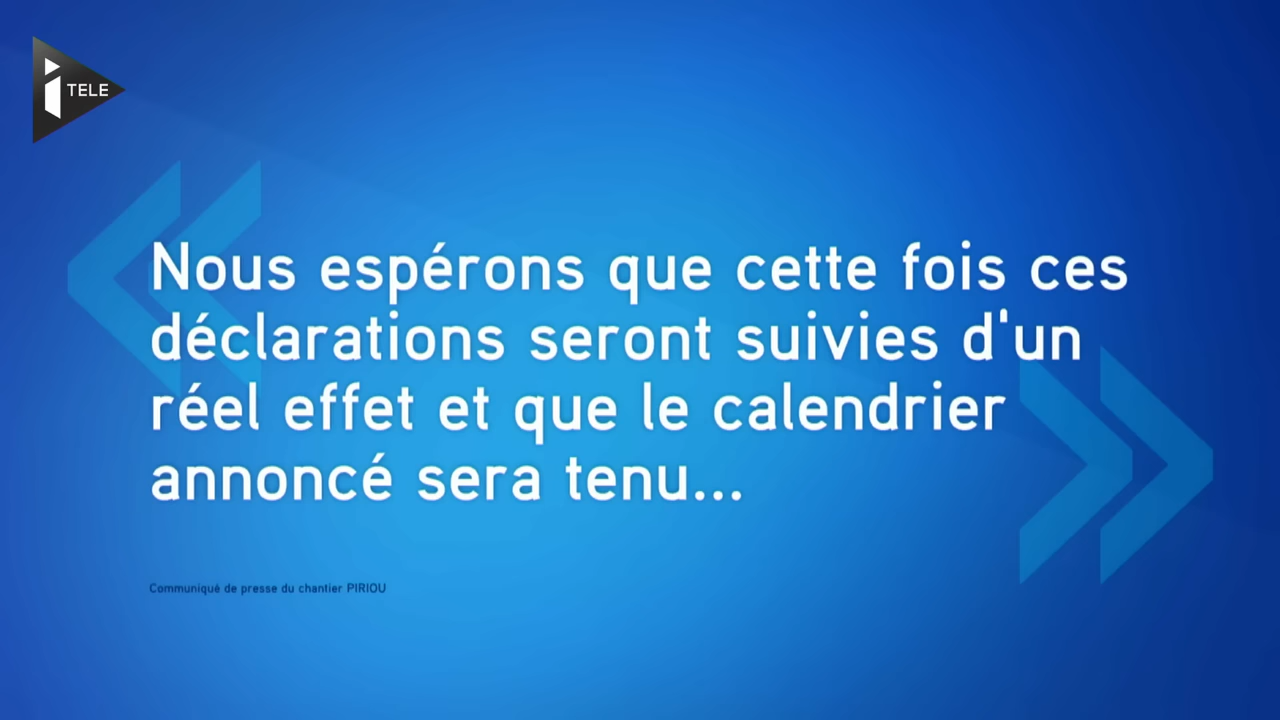 i TELE
Nous espérons que cette fois ces
déclarations seront suivies d'un
réel effet et que le calendrier
annoncé sera tenu...
Communiqué de presse du chantier PIRIOU